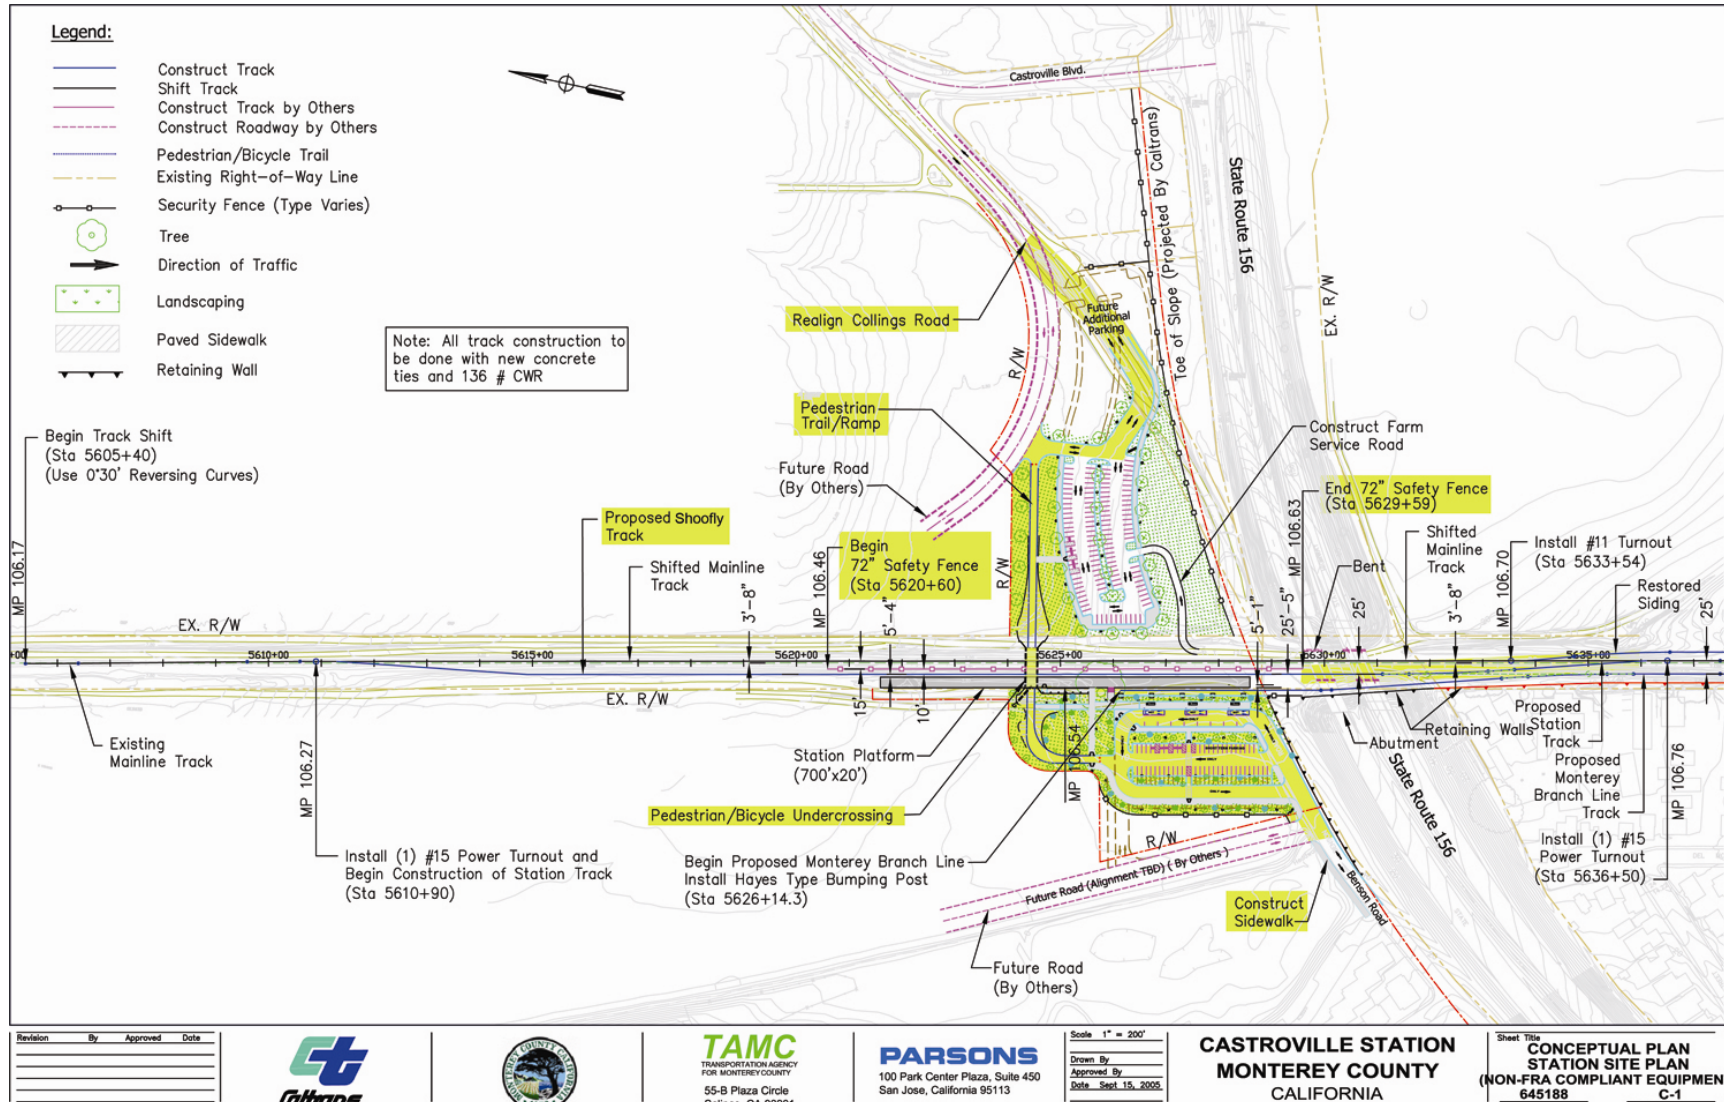 Legend:
Construct Track
Shift Track
Construct Track by Others
Construct Roadway by Others
Pedestrian/Bicycle Trail
Existing Right-of-Way Line
Security Fence (Type Varies)
Tree
Direction of Traffic
Landscaping
Paved Sidewalk
Retaining Wall
Note: All track construction to
be done with new concrete
ties and 136 # CWR
Castroville Blvd.
State Route 156
Toe of Slope (Projected By Caltrans)
EX. R/W
Realign Collings Road
Future
Additional
Parking
R/W
Pedestrian
Trail/Ramp
Future Road
(By Others)
Construct Farm
Service Road
Begin Track Shift
(Sta 5605+40)
(Use 0°30' Reversing Curves)
MP 106.17
Proposed Shoofly
Track
Shifted Mainline
Track
MP 106.46
Begin
72" Safety Fence
(Sta 5620+60)
R/W
End 72" Safety Fence
(Sta 5629+59)
MP 106.63
Bent
Shifted
Mainline
Track
MP 106.70
Install #11 Turnout
(Sta 5633+54)
Restored
Siding
3'-8"
5'-4"
5'-1"
25'-5"
25'
3'-8"
25'
EX. R/W
+00
5610+00
5615+00
5620+00
5625+00
5630+00
5635+00
EX. R/W
15'
10'
Existing
Mainline Track
MP 106.27
Station Platform
(700'x20')
MP 106.54
Abutment
Retaining Walls
Proposed
Station
Track
Proposed
Monterey
Branch Line
Track
MP 106.76
State Route 156
Pedestrian/Bicycle Undercrossing
R/W
Install (1) #15 Power Turnout and
Begin Construction of Station Track
(Sta 5610+90)
Begin Proposed Monterey Branch Line
Install Hayes Type Bumping Post
(Sta 5626+14.3)
Future Road (Alignment TBD) ( By Others )
Install (1) #15
Power Turnout
(Sta 5636+50)
Benson Road
Construct
Sidewalk
Future Road
(By Others)
Revision By Approved Date
Caltrans
TAMC
TRANSPORTATION AGENCY
FOR MONTEREY COUNTY
55-B Plaza Circle
PARSONS
100 Park Center Plaza, Suite 450
San Jose, California 95113
Scale 1" = 200'
Drawn By
Approved By
Date Sept 15, 2005
CASTROVILLE STATION
MONTEREY COUNTY
CALIFORNIA
Sheet Title
CONCEPTUAL PLAN
STATION SITE PLAN
(NON-FRA COMPLIANT EQUIPMEN
645188 C-1